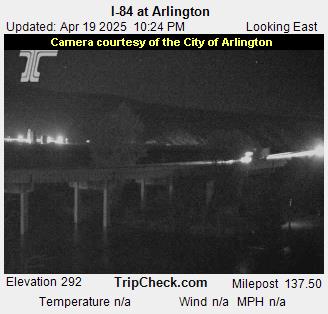 I-84 at Arlington
Updated: Apr 19 2025 10:24 PM Looking East
Camera courtesy of the City of Arlington
Elevation 292 TripCheck.com Milepost 137.50
Temperature n/a Wind n/a MPH n/a